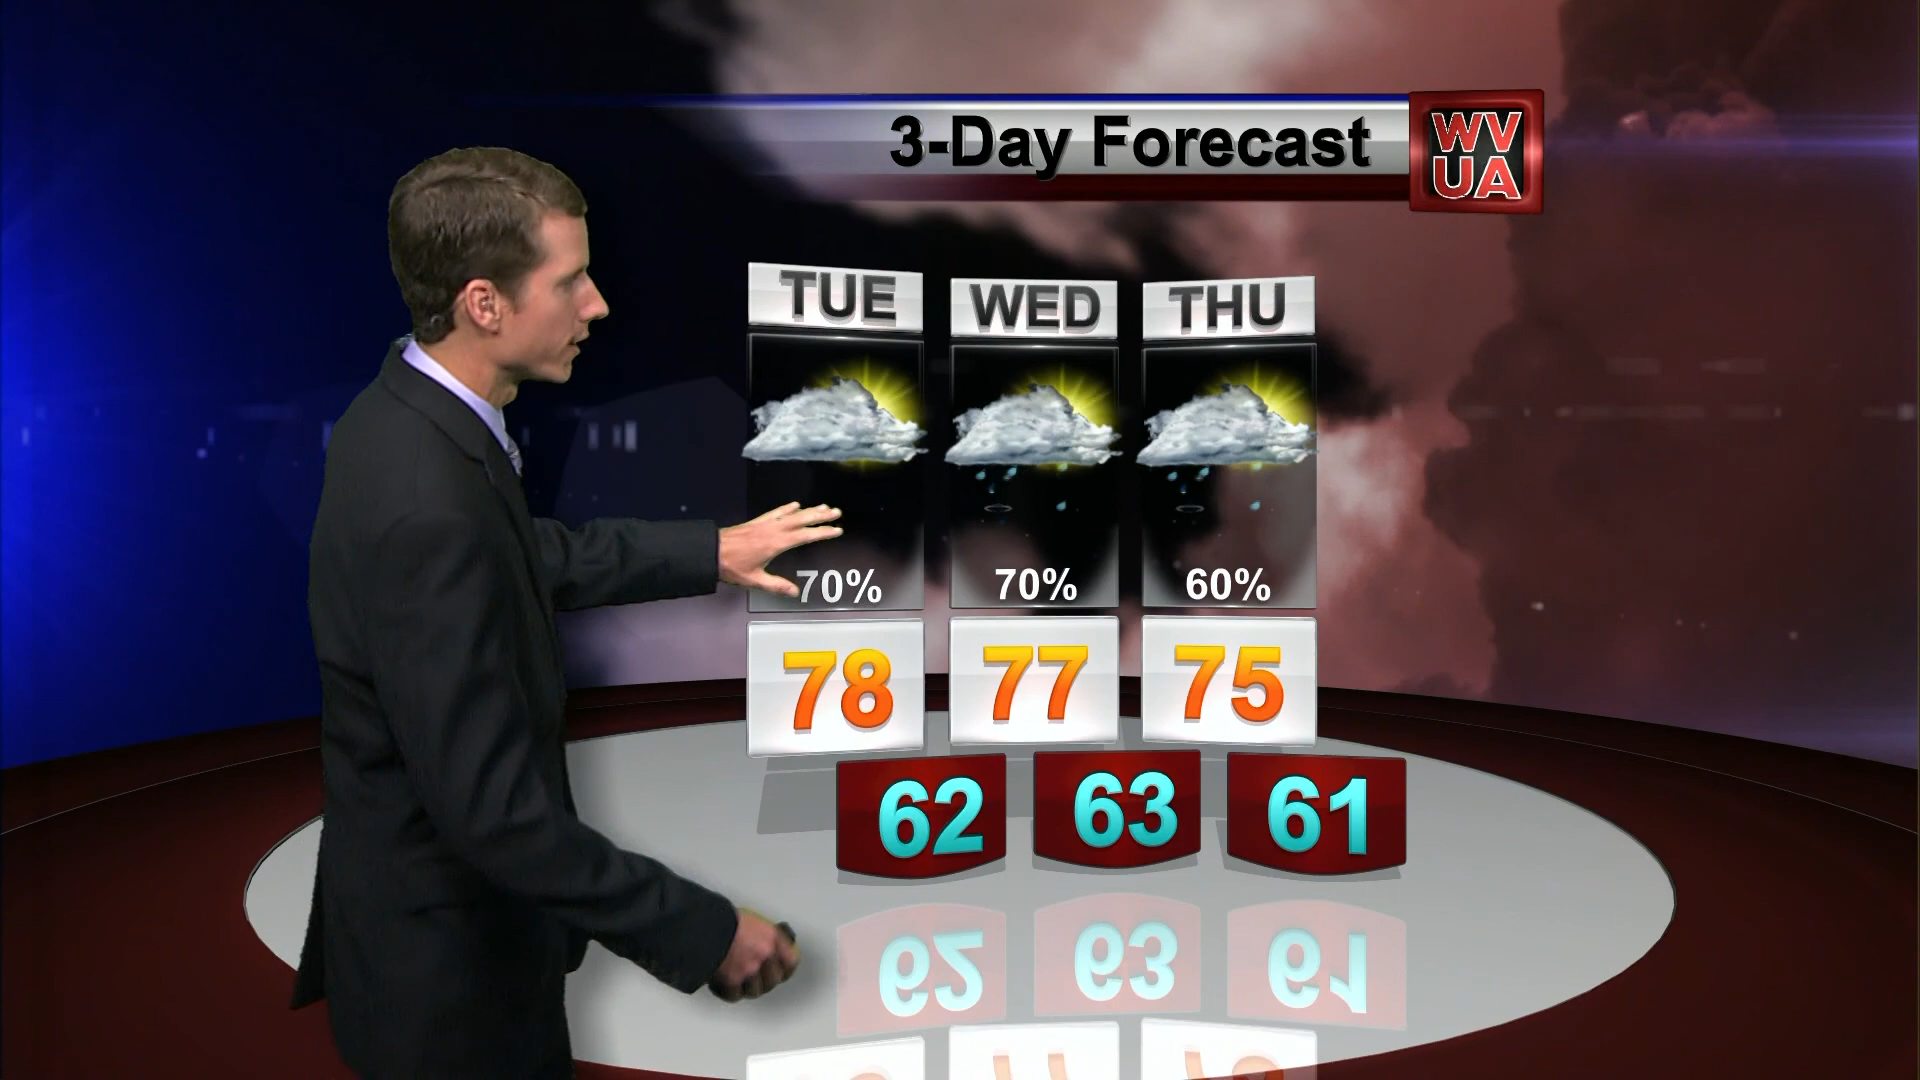 3-Day Forecast
WV
UA
TUE WED THU
70% 70% 60%
78 77 75
62 63 61